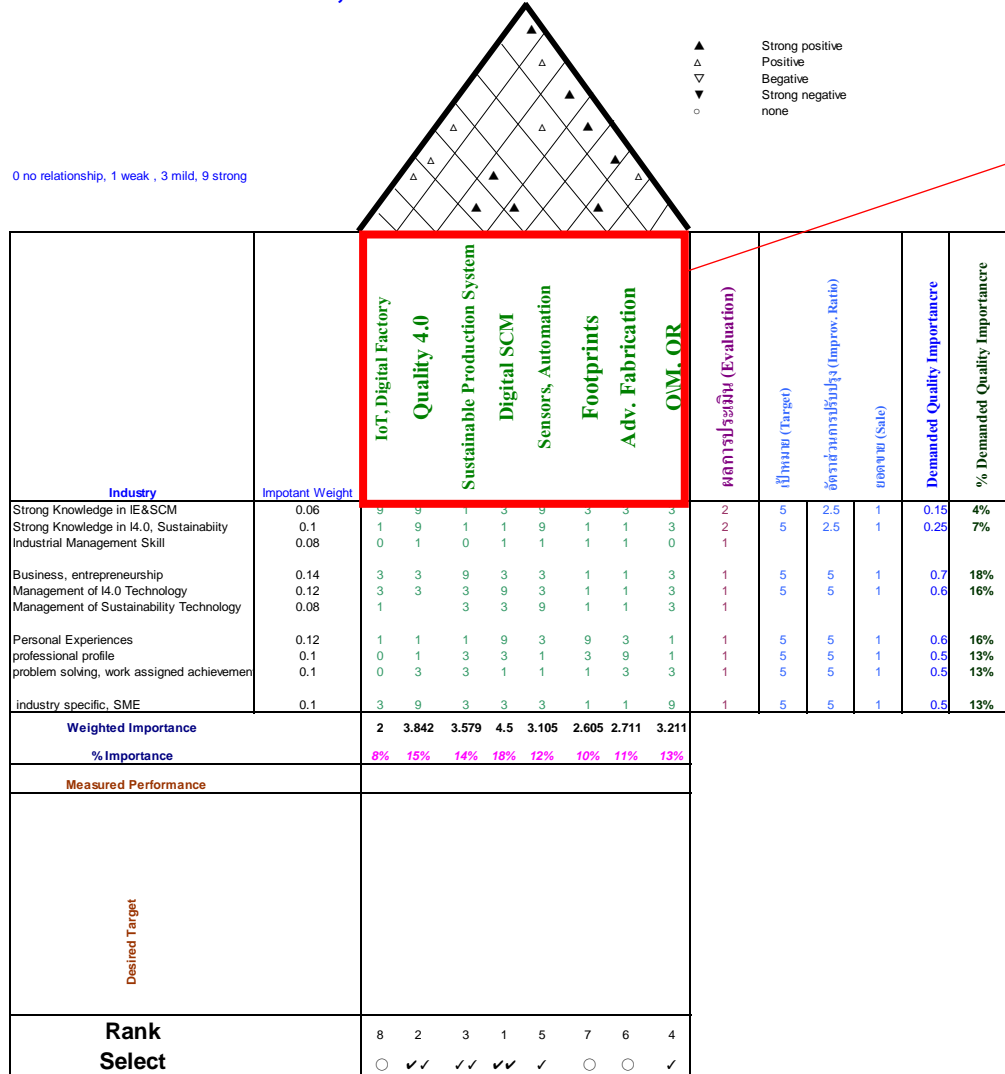 ▲ Strong positive
△ Positive
▽ Begative
▼ Strong negative
○ none
0 no relationship, 1 weak , 3 mild, 9 strong
Industry Impotant Weight IoT, Digital Factory Quality 4.0 Sustainable Production System Digital SCM Sensors, Automation Footprints Adv. Fabrication O\M, OR ผลการประเมิน (Evaluation) เป้าหมาย (Target) อัตราส่วนการปรับปรุง (Improv. Ratio) ยอดขาย (Sale) Demanded Quality Importancre % Demanded Quality Importancre
Strong Knowledge in IE&SCM 0.06 9 9 1 3 9 3 3 3 2 5 2.5 1 0.15 4%
Strong Knowledge in I4.0, Sustainabiity 0.1 1 9 1 1 9 1 1 3 2 5 2.5 1 0.25 7%
Industrial Management Skill 0.08 0 1 0 1 1 1 1 0 1
Business, entrepreneurship 0.14 3 3 9 3 3 1 1 3 1 5 5 1 0.7 18%
Management of I4.0 Technology 0.12 3 3 3 9 3 1 1 3 1 5 5 1 0.6 16%
Management of Sustainability Technology 0.08 1 3 3 9 1 1 3 1
Personal Experiences 0.12 1 1 1 9 3 9 3 1 1 5 5 1 0.6 16%
professional profile 0.1 0 1 3 3 1 3 9 1 1 5 5 1 0.5 13%
problem solving, work assigned achievemen 0.1 0 3 3 1 1 1 3 3 1 5 5 1 0.5 13%
industry specific, SME 0.1 3 9 3 3 3 1 1 9 1 5 5 1 0.5 13%
Weighted Importance 2 3.842 3.579 4.5 3.105 2.605 2.711 3.211
% Importance 8% 15% 14% 18% 12% 10% 11% 13%
Measured Performance
Desired Target
Rank 8 2 3 1 5 7 6 4
Select ○ ✓✓ ✓✓ ✓✓ ✓ ○ ○ ✓